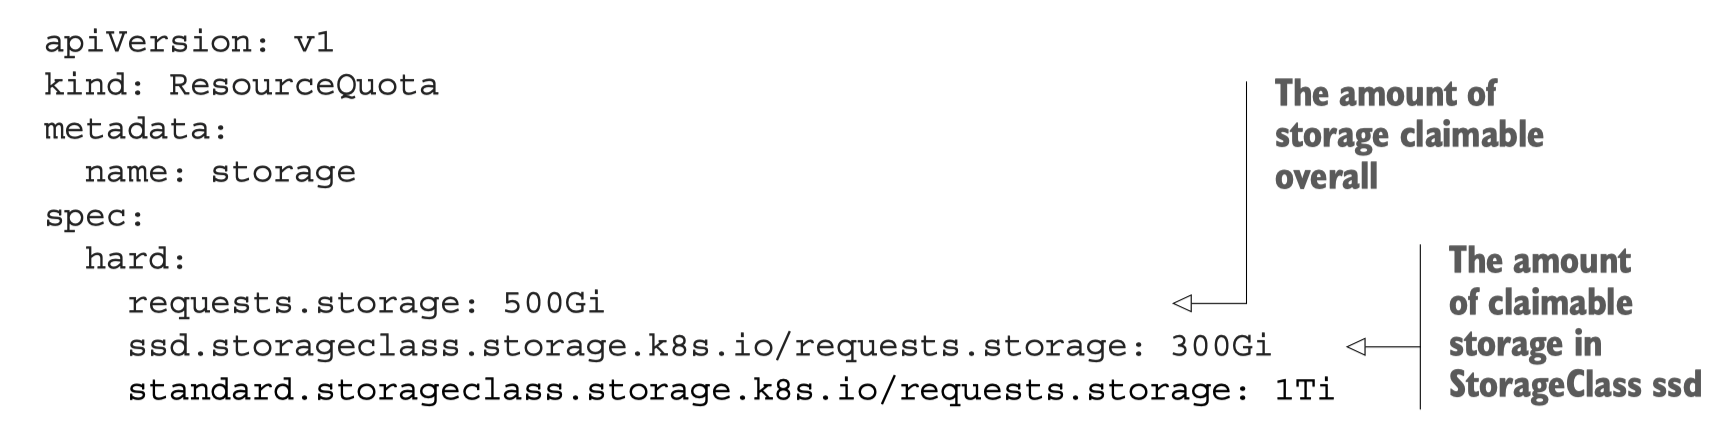 apiVersion: v1
kind: ResourceQuota
metadata:
  name: storage
spec:
  hard:
    requests.storage: 500Gi
    ssd.storageclass.storage.k8s.io/requests.storage: 300Gi
    standard.storageclass.storage.k8s.io/requests.storage: 1Ti
The amount of
storage claimable
overall
The amount
of claimable
storage in
StorageClass ssd